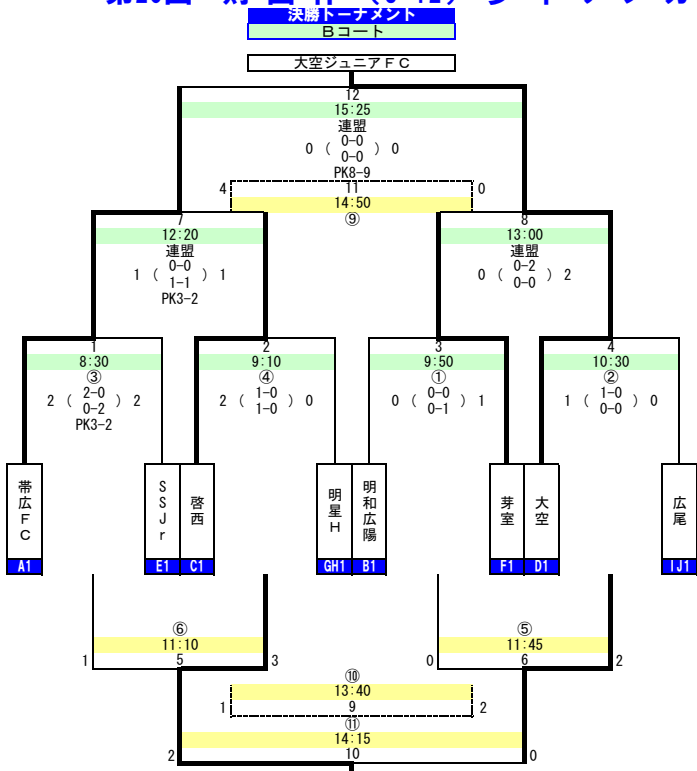 決勝トーナメント
Bコート
大空ジュニアFC
12
15:25
連盟
0 ( 0-0 0-0 ) 0
PK8-9
4 11 0
14:50
⑨
7 8
12:20 13:00
連盟 連盟
1 ( 0-0 1-1 ) 1 0 ( 0-2 0-0 ) 2
PK3-2
1 2 3 4
8:30 9:10 9:50 10:30
③ ④ ① ②
2 ( 2-0 0-2 ) 2 2 ( 1-0 1-0 ) 0 0 ( 0-0 0-1 ) 1 1 ( 1-0 0-0 ) 0
PK3-2
帯広FC SSJr 啓西 明星H 明和広陽 芽室 大空 広尾
A1 E1 C1 GH1 B1 F1 D1 IJ1
⑥ ⑤
11:10 11:45
1 5 3 0 6 2
⑩
13:40
1 9 2
⑪
14:15
2 10 0